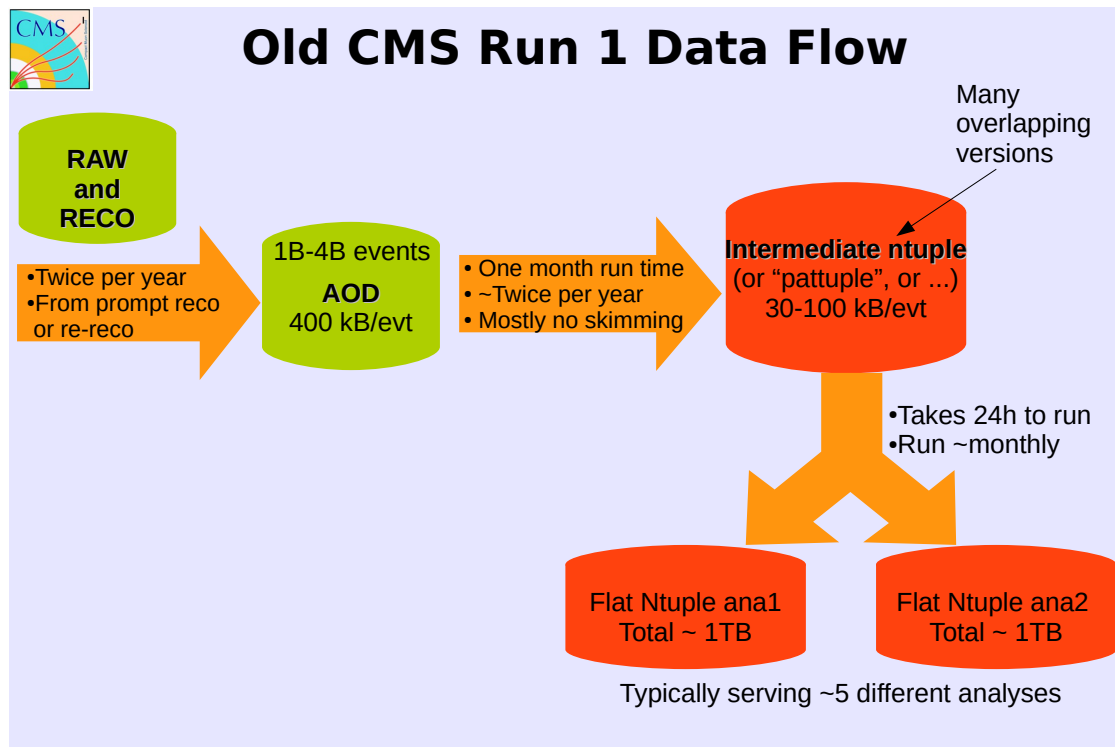 CMS
Old CMS Run 1 Data Flow
Many
overlapping
versions
RAW
and
RECO
•Twice per year
•From prompt reco
or re-reco
1B-4B events
AOD
400 kB/evt
• One month run time
• ~Twice per year
• Mostly no skimming
Intermediate ntuple
(or “pattuple”, or ...)
30-100 kB/evt
•Takes 24h to run
•Run ~monthly
Flat Ntuple ana1
Total ~ 1TB
Flat Ntuple ana2
Total ~ 1TB
Typically serving ~5 different analyses